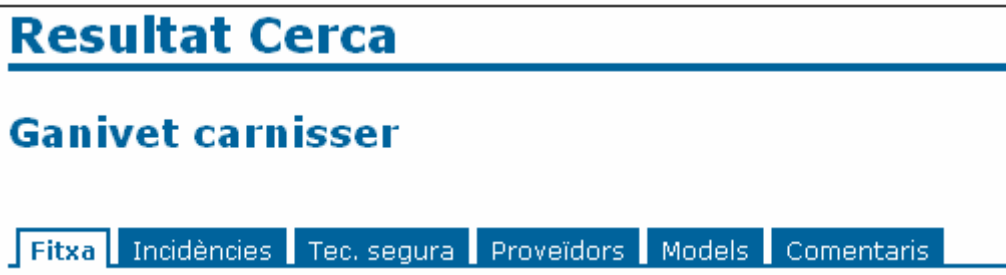 Resultat Cerca
Ganivet carnisser
Fitxa Incidències Tec. segura Proveïdors Models Comentaris